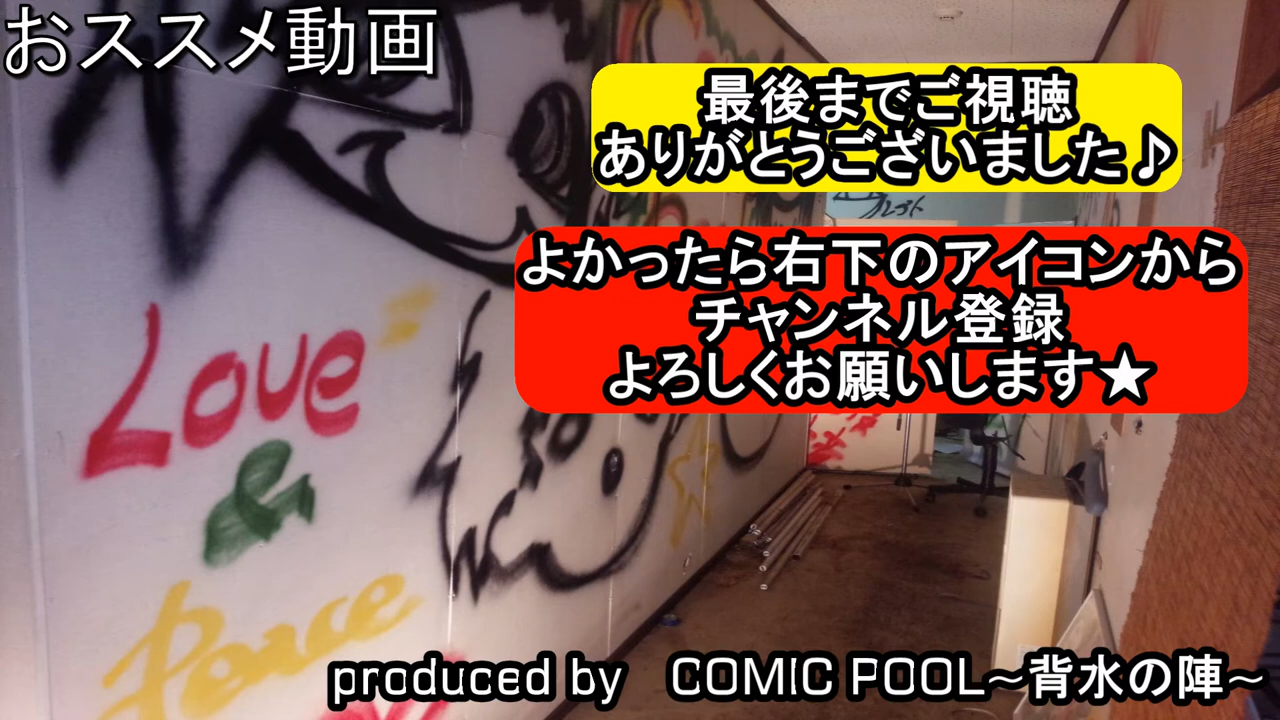 おススメ動画
最後までご視聴
ありがとうございました♪
よかったら右下のアイコンから
チャンネル登録
よろしくお願いします★
Love
&
Peace
produced by COMIC POOL~背水の陣~